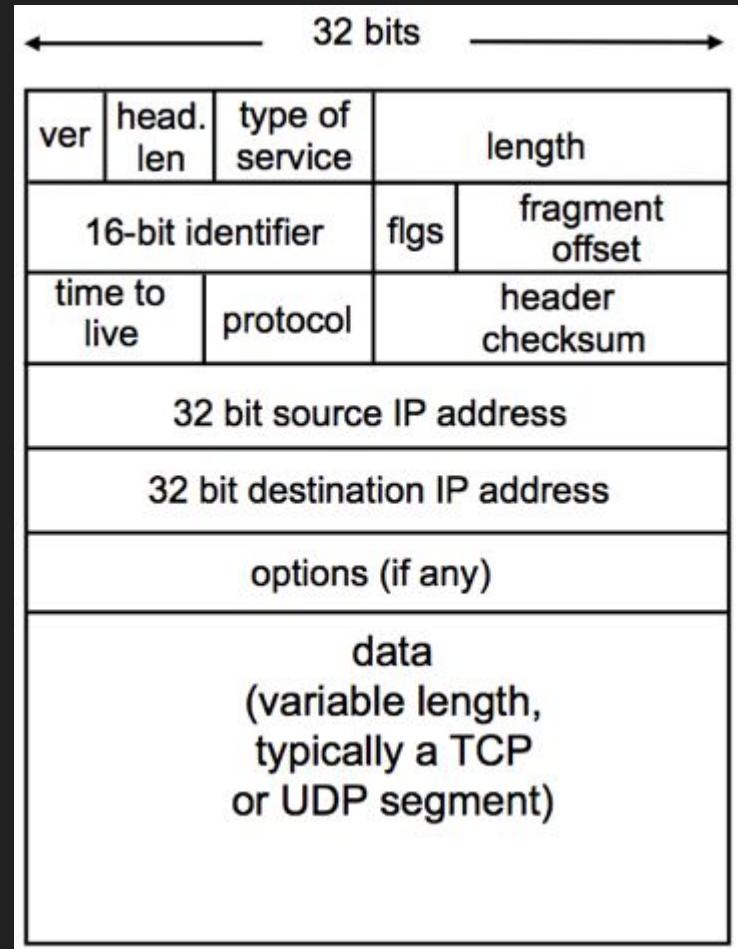 32 bits
ver
head.
len
type of
service
length
16-bit identifier
flgs
fragment
offset
time to
live
protocol
header
checksum
32 bit source IP address
32 bit destination IP address
options (if any)
data
(variable length,
typically a TCP
or UDP segment)